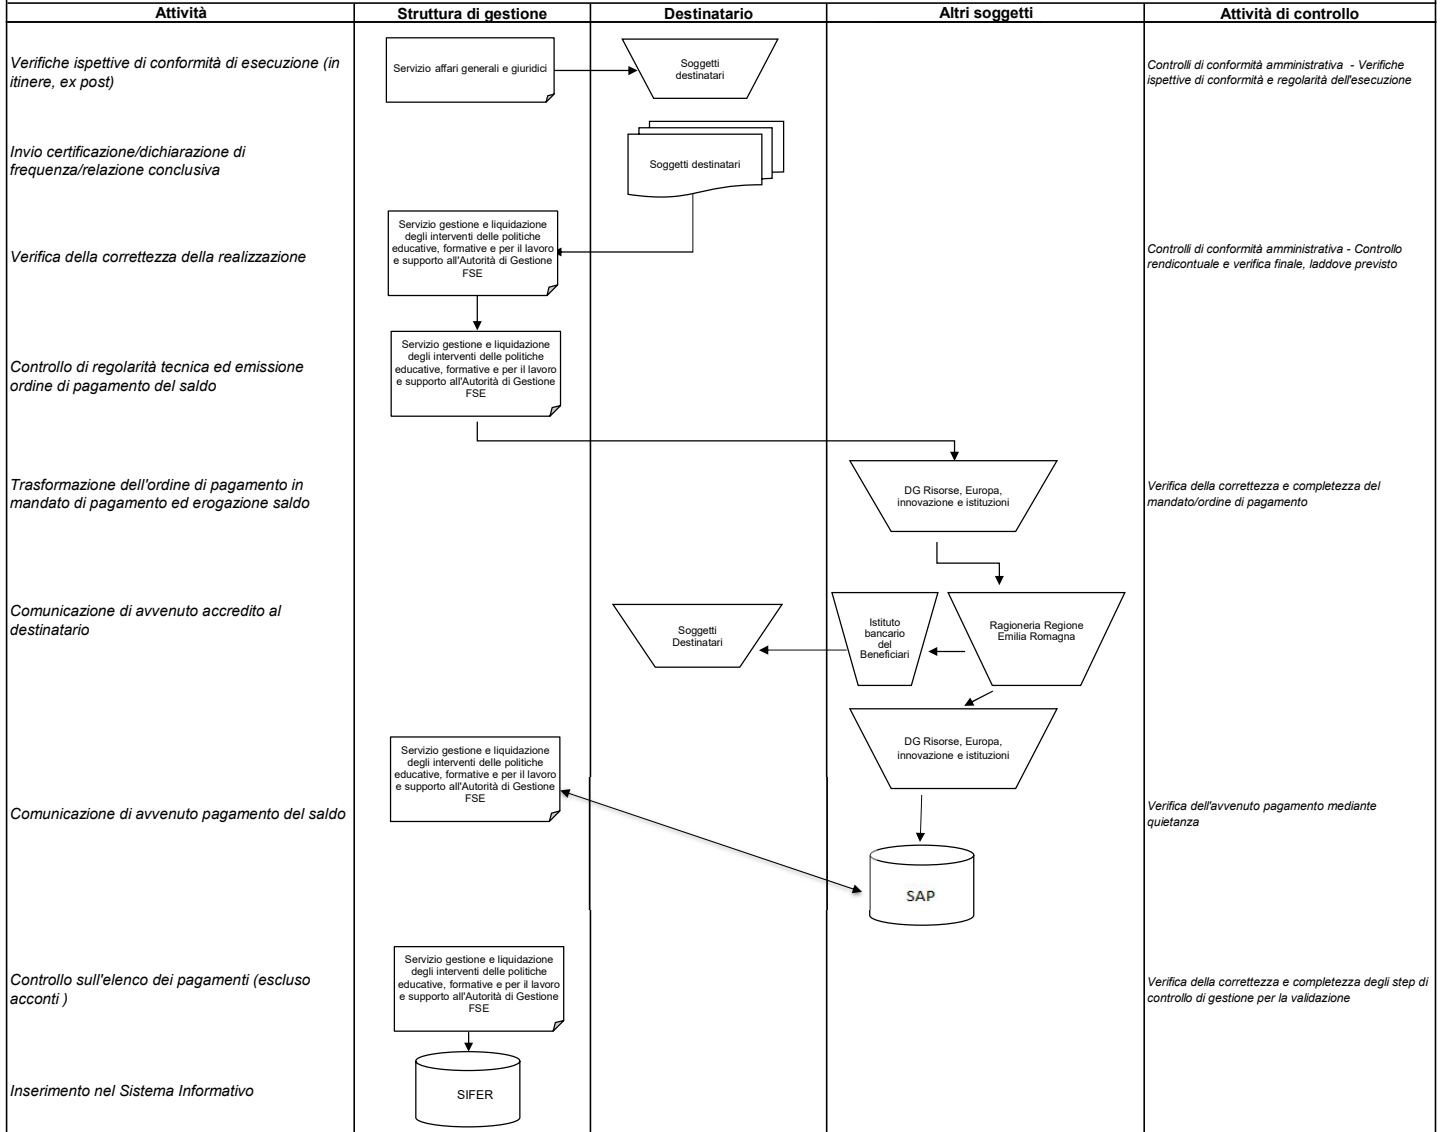 Attività
Struttura di gestione
Destinatario
Altri soggetti
Attività di controllo
Verifiche ispettive di conformità di esecuzione (in
itinere, ex post)
Servizio affari generali e giuridici
Soggetti
destinatari
Controlli di conformità amministrativa  - Verifiche
ispettive di conformità e regolarità dell'esecuzione
Invio certificazione/dichiarazione di
frequenza/relazione conclusiva
Soggetti destinatari
Verifica della correttezza della realizzazione
Servizio gestione e liquidazione
degli interventi delle politiche
educative, formative e per il lavoro
e supporto all'Autorità di Gestione
FSE
Controlli di conformità amministrativa - Controllo
rendicontuale e verifica finale, laddove previsto
Controllo di regolarità tecnica ed emissione
ordine di pagamento del saldo
Servizio gestione e liquidazione
degli interventi delle politiche
educative, formative e per il lavoro
e supporto all'Autorità di Gestione
FSE
Trasformazione dell'ordine di pagamento in
mandato di pagamento ed erogazione saldo
DG Risorse, Europa,
innovazione e istituzioni
Verifica della correttezza e completezza del
mandato/ordine di pagamento
Comunicazione di avvenuto accredito al
destinatario
Soggetti
Destinatari
Istituto
bancario
del
Beneficiari
Ragioneria Regione
Emilia Romagna
DG Risorse, Europa,
innovazione e istituzioni
Comunicazione di avvenuto pagamento del saldo
Servizio gestione e liquidazione
degli interventi delle politiche
educative, formative e per il lavoro
e supporto all'Autorità di Gestione
FSE
SAP
Verifica dell'avvenuto pagamento mediante
quietanza
Controllo sull'elenco dei pagamenti (escluso
acconti )
Servizio gestione e liquidazione
degli interventi delle politiche
educative, formative e per il lavoro
e supporto all'Autorità di Gestione
FSE
Verifica della correttezza e completezza degli step di
controllo di gestione per la validazione
Inserimento nel Sistema Informativo
SIFER